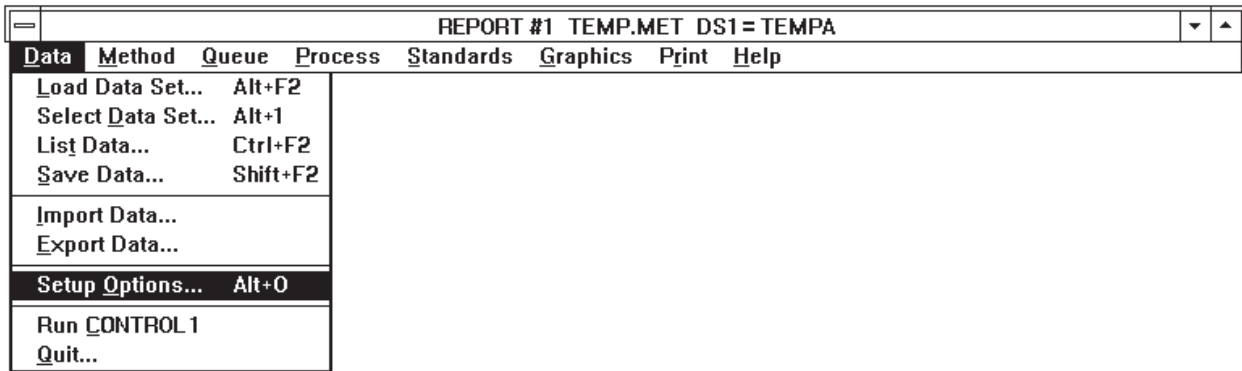 REPORT #1 TEMP.MET DS1 = TEMPA
Data Method Queue Process Standards Graphics Print Help
Load Data Set... Alt+F2
Select Data Set... Alt+1
List Data... Ctrl+F2
Save Data... Shift+F2
Import Data...
Export Data...
Setup Options... Alt+O
Run CONTROL1
Quit...